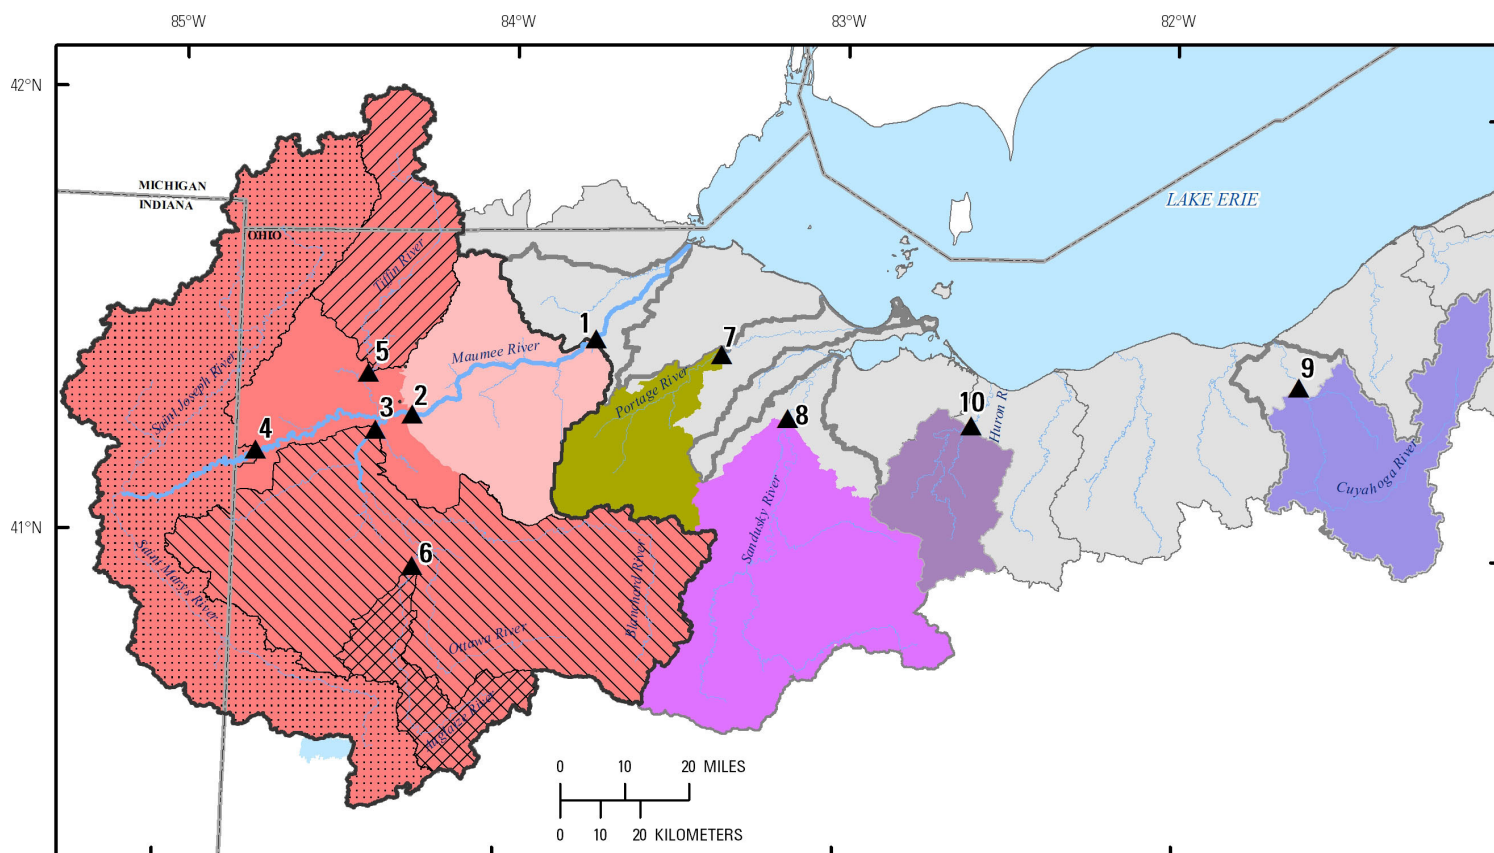 85°W 84°W 83°W 82°W
42°N
MICHIGAN
INDIANA
OHIO
LAKE ERIE
Tiffin River
Maumee River
1
7
5
2
3
4
Saint Joseph River
Portage River
8
10
9
Huron R
Cuyahoga River
41°N
Sandusky River
6
Saint Marys River
Blanchard River
Ottawa River
Auglaize River
0 10 20 MILES
0 10 20 KILOMETERS